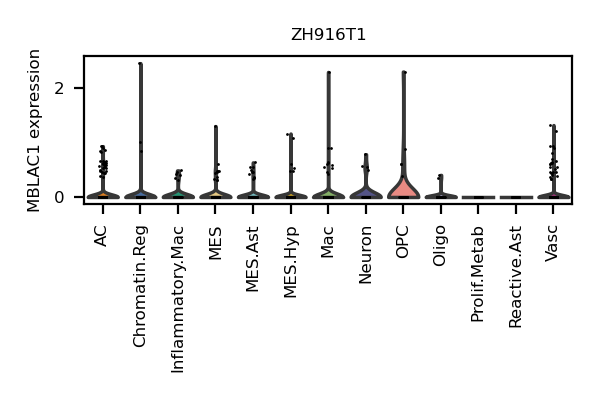 ZH916T1
MBLAC1 expression
2
0
AC
Chromatin.Reg
Inflammatory.Mac
MES
MES.Ast
MES.Hyp
Mac
Neuron
OPC
Oligo
Prolif.Metab
Reactive.Ast
Vasc